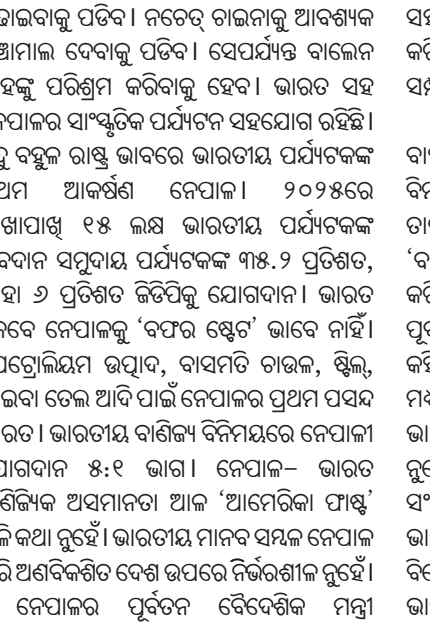 ଢାଇବାକୁ ପଡିବ। ନଚେତ୍ ଚାଇନାକୁ ଆବଶ୍ୟକ
ଞ୍ଚାମାଲ ଦେବାକୁ ପଡିବ। ସେପର୍ଯ୍ୟନ୍ତ ବାଲେନ
ହଙ୍କୁ ପରିଶ୍ରମ କରିବାକୁ ହେବ। ଭାରତ ସହ
ନପାଳର ସାଂସ୍କୃତିକ ପର୍ଯ୍ୟଟନ ସହଯୋଗ ରହିଛି।
ଦୁ ବହୁଳ ରାଷ୍ଟ୍ର ଭାବରେ ଭାରତୀୟ ପର୍ଯ୍ୟଟକଙ୍କ
ଥମ ଆକର୍ଷଣ ନେପାଳ। ୨୦୨୫ରେ
ଖାପାଖି ୧୫ ଲକ୍ଷ ଭାରତୀୟ ପର୍ଯ୍ୟଟକଙ୍କ
ବଦାନ ସମୁଦାୟ ପର୍ଯ୍ୟଟକଙ୍କ ୩୫.୨ ପ୍ରତିଶତ,
ହା ୬ ପ୍ରତିଶତ ଜିଡିପିକୁ ଯୋଗଦାନ। ଭାରତ
କବେ ନେପାଳକୁ ‘ବଫର ଷ୍ଟେଟ’ ଭାବେ ନାହିଁ।
ପଟ୍ରୋଲିୟମ ଉତ୍ପାଦ, ବାସମତି ଚାଉଳ, ଷ୍ଟିଲ୍,
ଇବା ତେଲ ଆଦି ପାଇଁ ନେପାଳର ପ୍ରଥମ ପସନ୍ଦ
ରତ। ଭାରତୀୟ ବାଣିଜ୍ୟ ବିନିମୟରେ ନେପାଳୀ
ଯାଗଦାନ ୫:୧ ଭାଗ। ନେପାଳ– ଭାରତ
ଣିଜ୍ୟିକ ଅସମାନତା ଆଳ ‘ଆମେରିକା ଫାଷ୍ଟ’
ଳି କଥା ନୁହେଁ। ଭାରତୀୟ ମାନବ ସମ୍ବଳ ନେପାଳ
ରି ଅଣବିକଶିତ ଦେଶ ଉପରେ ନିର୍ଭରଶୀଳ ନୁହେଁ।
ନେପାଳର ପୂର୍ବତନ ବୈଦେଶିକ ମନ୍ତ୍ରୀ